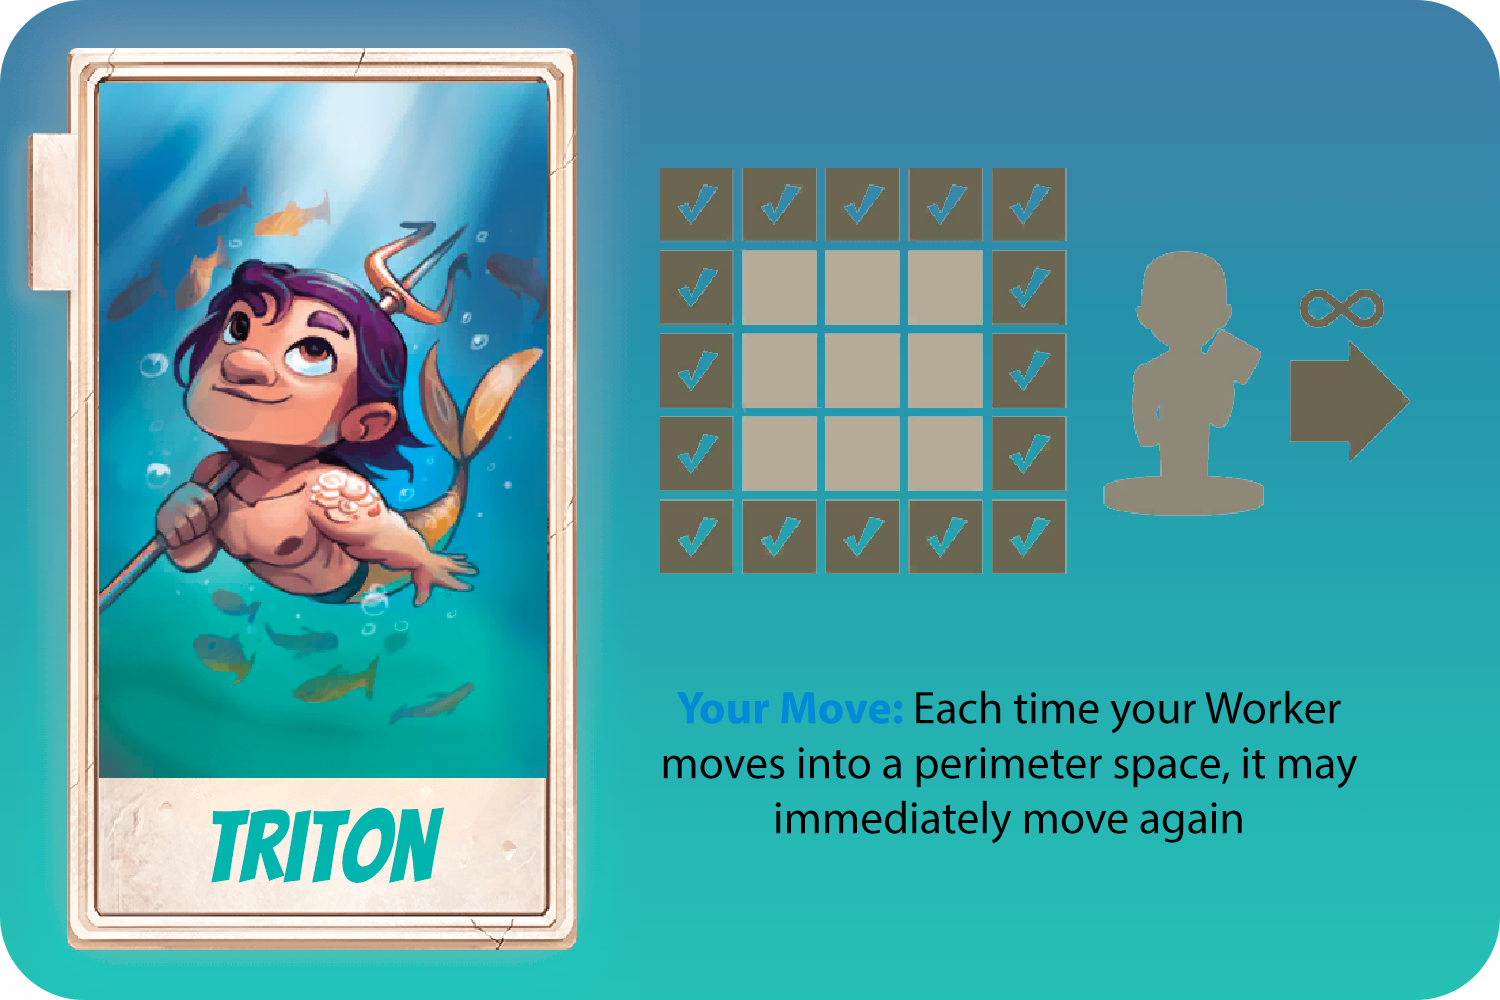 TRITON
Your Move: Each time your Worker
moves into a perimeter space, it may
immediately move again